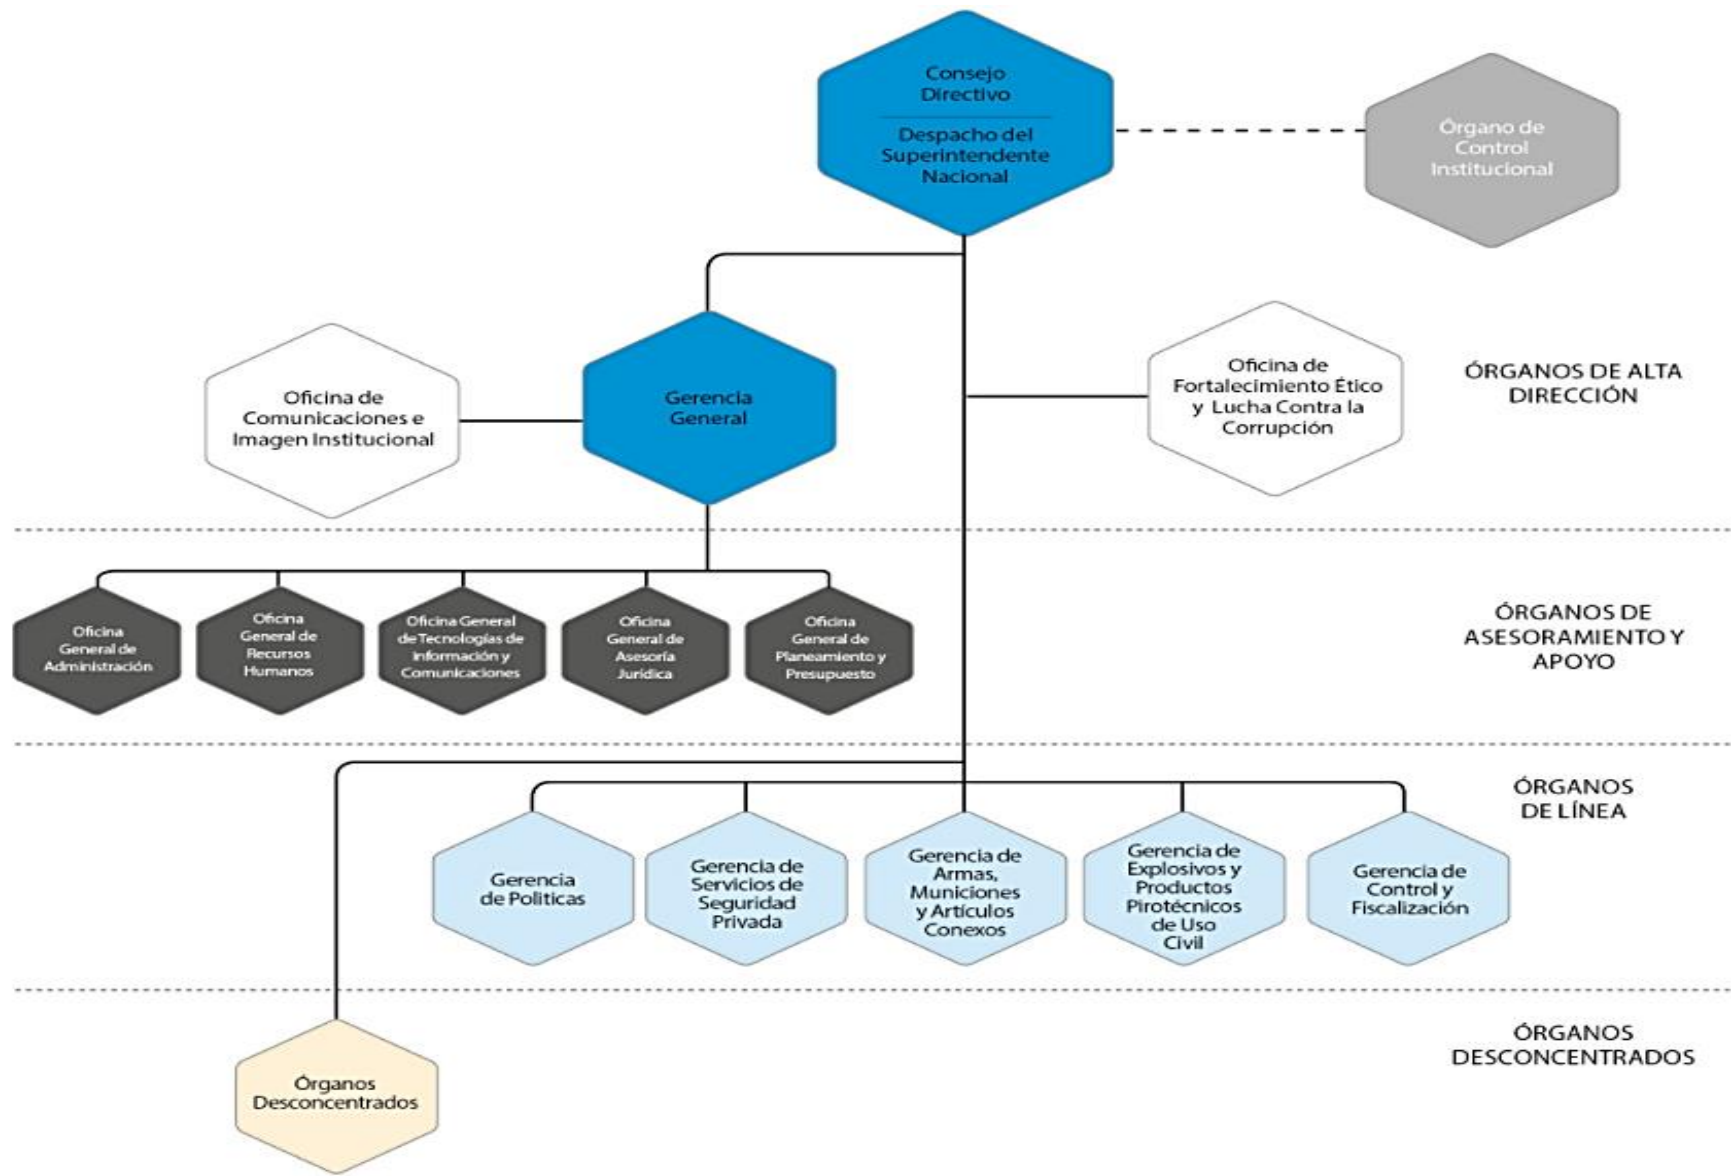 Consejo
Directivo
Despacho del
Superintendente
Nacional
Órgano de
Control
Institucional
Oficina de
Comunicaciones e
Imagen Institucional
Gerencia
General
Oficina de
Fortalecimiento Ético
y Lucha Contra la
Corrupción
ÓRGANOS DE ALTA
DIRECCIÓN
Oficina
General de
Administración
Oficina
General de
Recursos
Humanos
Oficina General
de Tecnologías de
Información y
Comunicaciones
Oficina
General de
Asesoría
Jurídica
Oficina
General de
Planeamiento y
Presupuesto
ÓRGANOS DE
ASESORAMIENTO Y
APOYO
ÓRGANOS
DE LÍNEA
Gerencia
de Politicas
Gerencia de
Servicios de
Seguridad
Privada
Gerencia de
Armas,
Municiones
y Artículos
Conexos
Gerencia de
Explosivos y
Productos
Pirotécnicos
de Uso
Civil
Gerencia de
Control y
Fiscalización
Órganos
Desconcentrados
ÓRGANOS
DESCONCENTRADOS